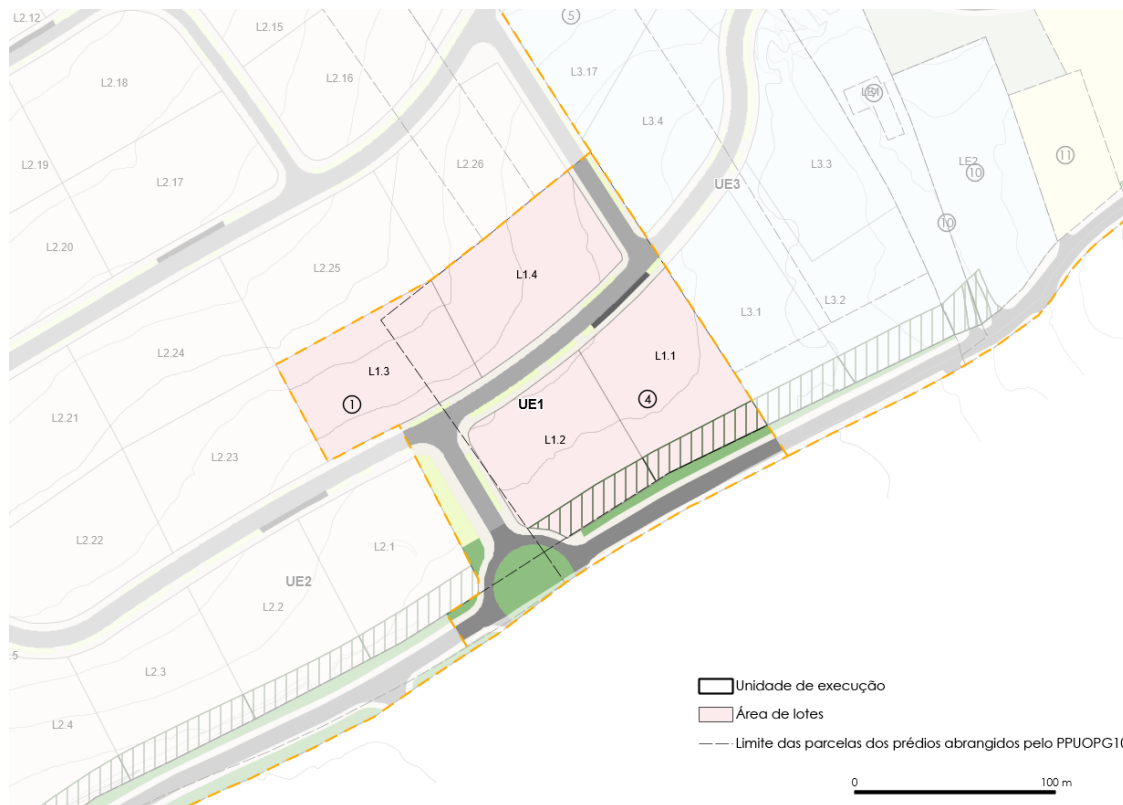 L2.12
L2.15
5
L2.16
L3.17
L2.18
L3.4
L2.26
L3.3
LE2
10
11
L2.19
L2.17
UE3
10
L2.20
L2.25
L1.4
L3.2
L3.1
L2.24
L1.3
L1.1
1
UE1
4
L2.21
L1.2
L2.23
L2.22
L2.1
UE2
L2.2
L2.3
L2.4
Unidade de execução
Área de lotes
Limite das parcelas dos prédios abrangidos pelo PPUOPG10
0
100 m